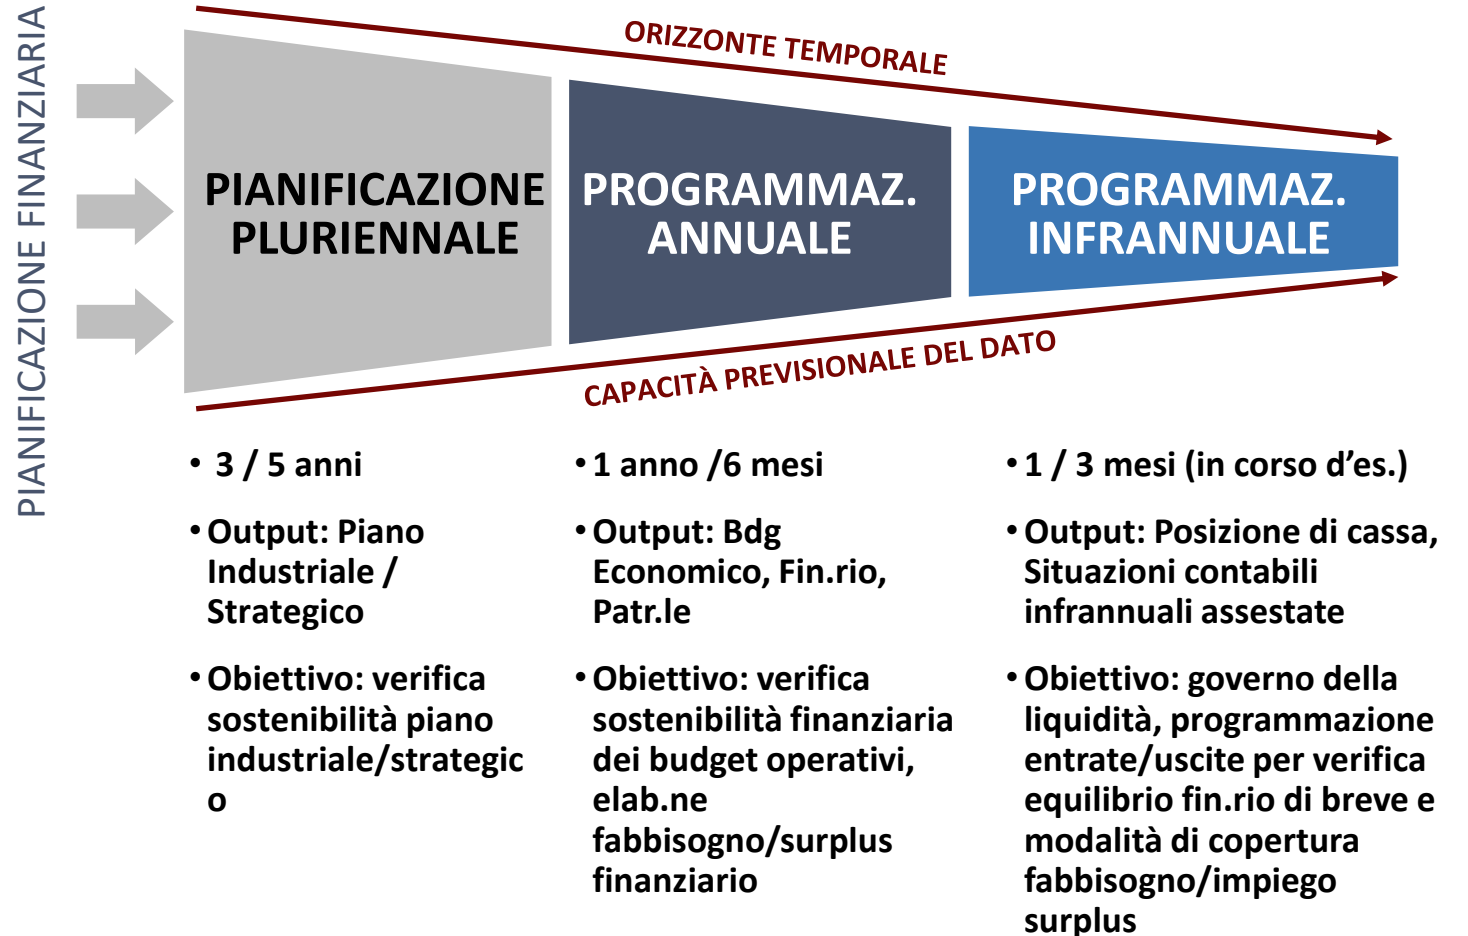 PIANIFICAZIONE FINANZIARIA
ORIZZONTE TEMPORALE
PIANIFICAZIONE
PLURIENNALE
PROGRAMMAZ.
ANNUALE
PROGRAMMAZ.
INFRANNUALE
CAPACITÀ PREVISIONALE DEL DATO
• 3 / 5 anni
• Output: Piano
Industriale /
Strategico
• Obiettivo: verifica
sostenibilità piano
industriale/strategic
o
• 1 anno /6 mesi
• Output: Bdg
Economico, Fin.rio,
Patr.le
• Obiettivo: verifica
sostenibilità finanziaria
dei budget operativi,
elab.ne
fabbisogno/surplus
finanziario
• 1 / 3 mesi (in corso d’es.)
• Output: Posizione di cassa,
Situazioni contabili
infrannuali assestate
• Obiettivo: governo della
liquidità, programmazione
entrate/uscite per verifica
equilibrio fin.rio di breve e
modalità di copertura
fabbisogno/impiego
surplus